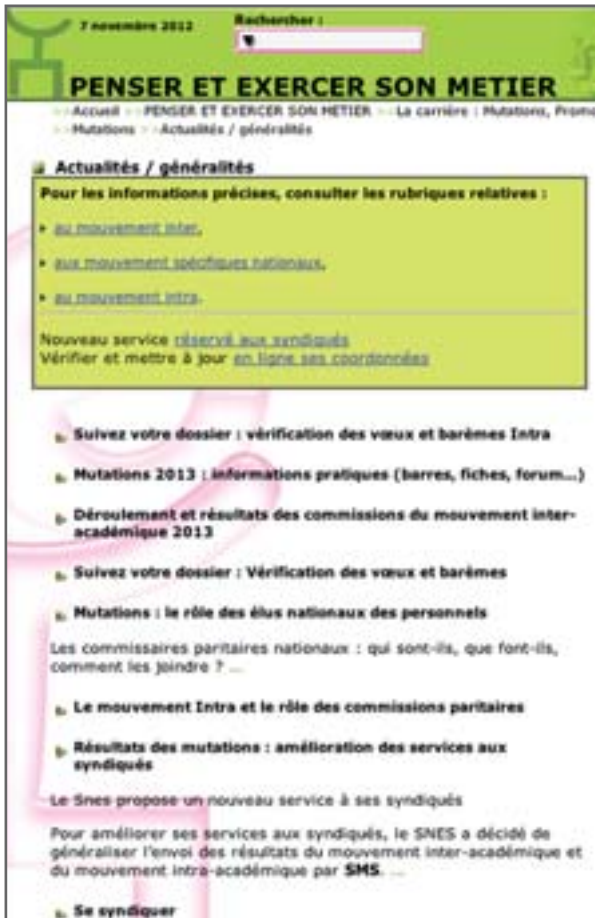 7 novembre 2012
Rechercher :
PENSER ET EXERCER SON METIER
>> Accueil >> PENSER ET EXERCER SON METIER >> La carrière : Mutations, Promo
>> Mutations >> Actualités / généralités
Actualités / généralités
Pour les informations précises, consulter les rubriques relatives :
au mouvement inter,
aux mouvement spécifiques nationaux,
au mouvement intra.
Nouveau service réservé aux syndiqués
Vérifier et mettre à jour en ligne ses coordonnées
Suivez votre dossier : vérification des vœux et barèmes Intra
Mutations 2013 : informations pratiques (barres, fiches, forum...)
Déroulement et résultats des commissions du mouvement inter-
académique 2013
Suivez votre dossier : Vérification des vœux et barèmes
Mutations : le rôle des élus nationaux des personnels
Les commissaires paritaires nationaux : qui sont-ils, que font-ils,
comment les joindre ? ...
Le mouvement Intra et le rôle des commissions paritaires
Résultats des mutations : amélioration des services aux
syndiqués
Le Snes propose un nouveau service à ses syndiqués
Pour améliorer ses services aux syndiqués, le SNES a décidé de
généraliser l'envoi des résultats du mouvement inter-académique et
du mouvement intra-académique par SMS. ...
Se syndiquer